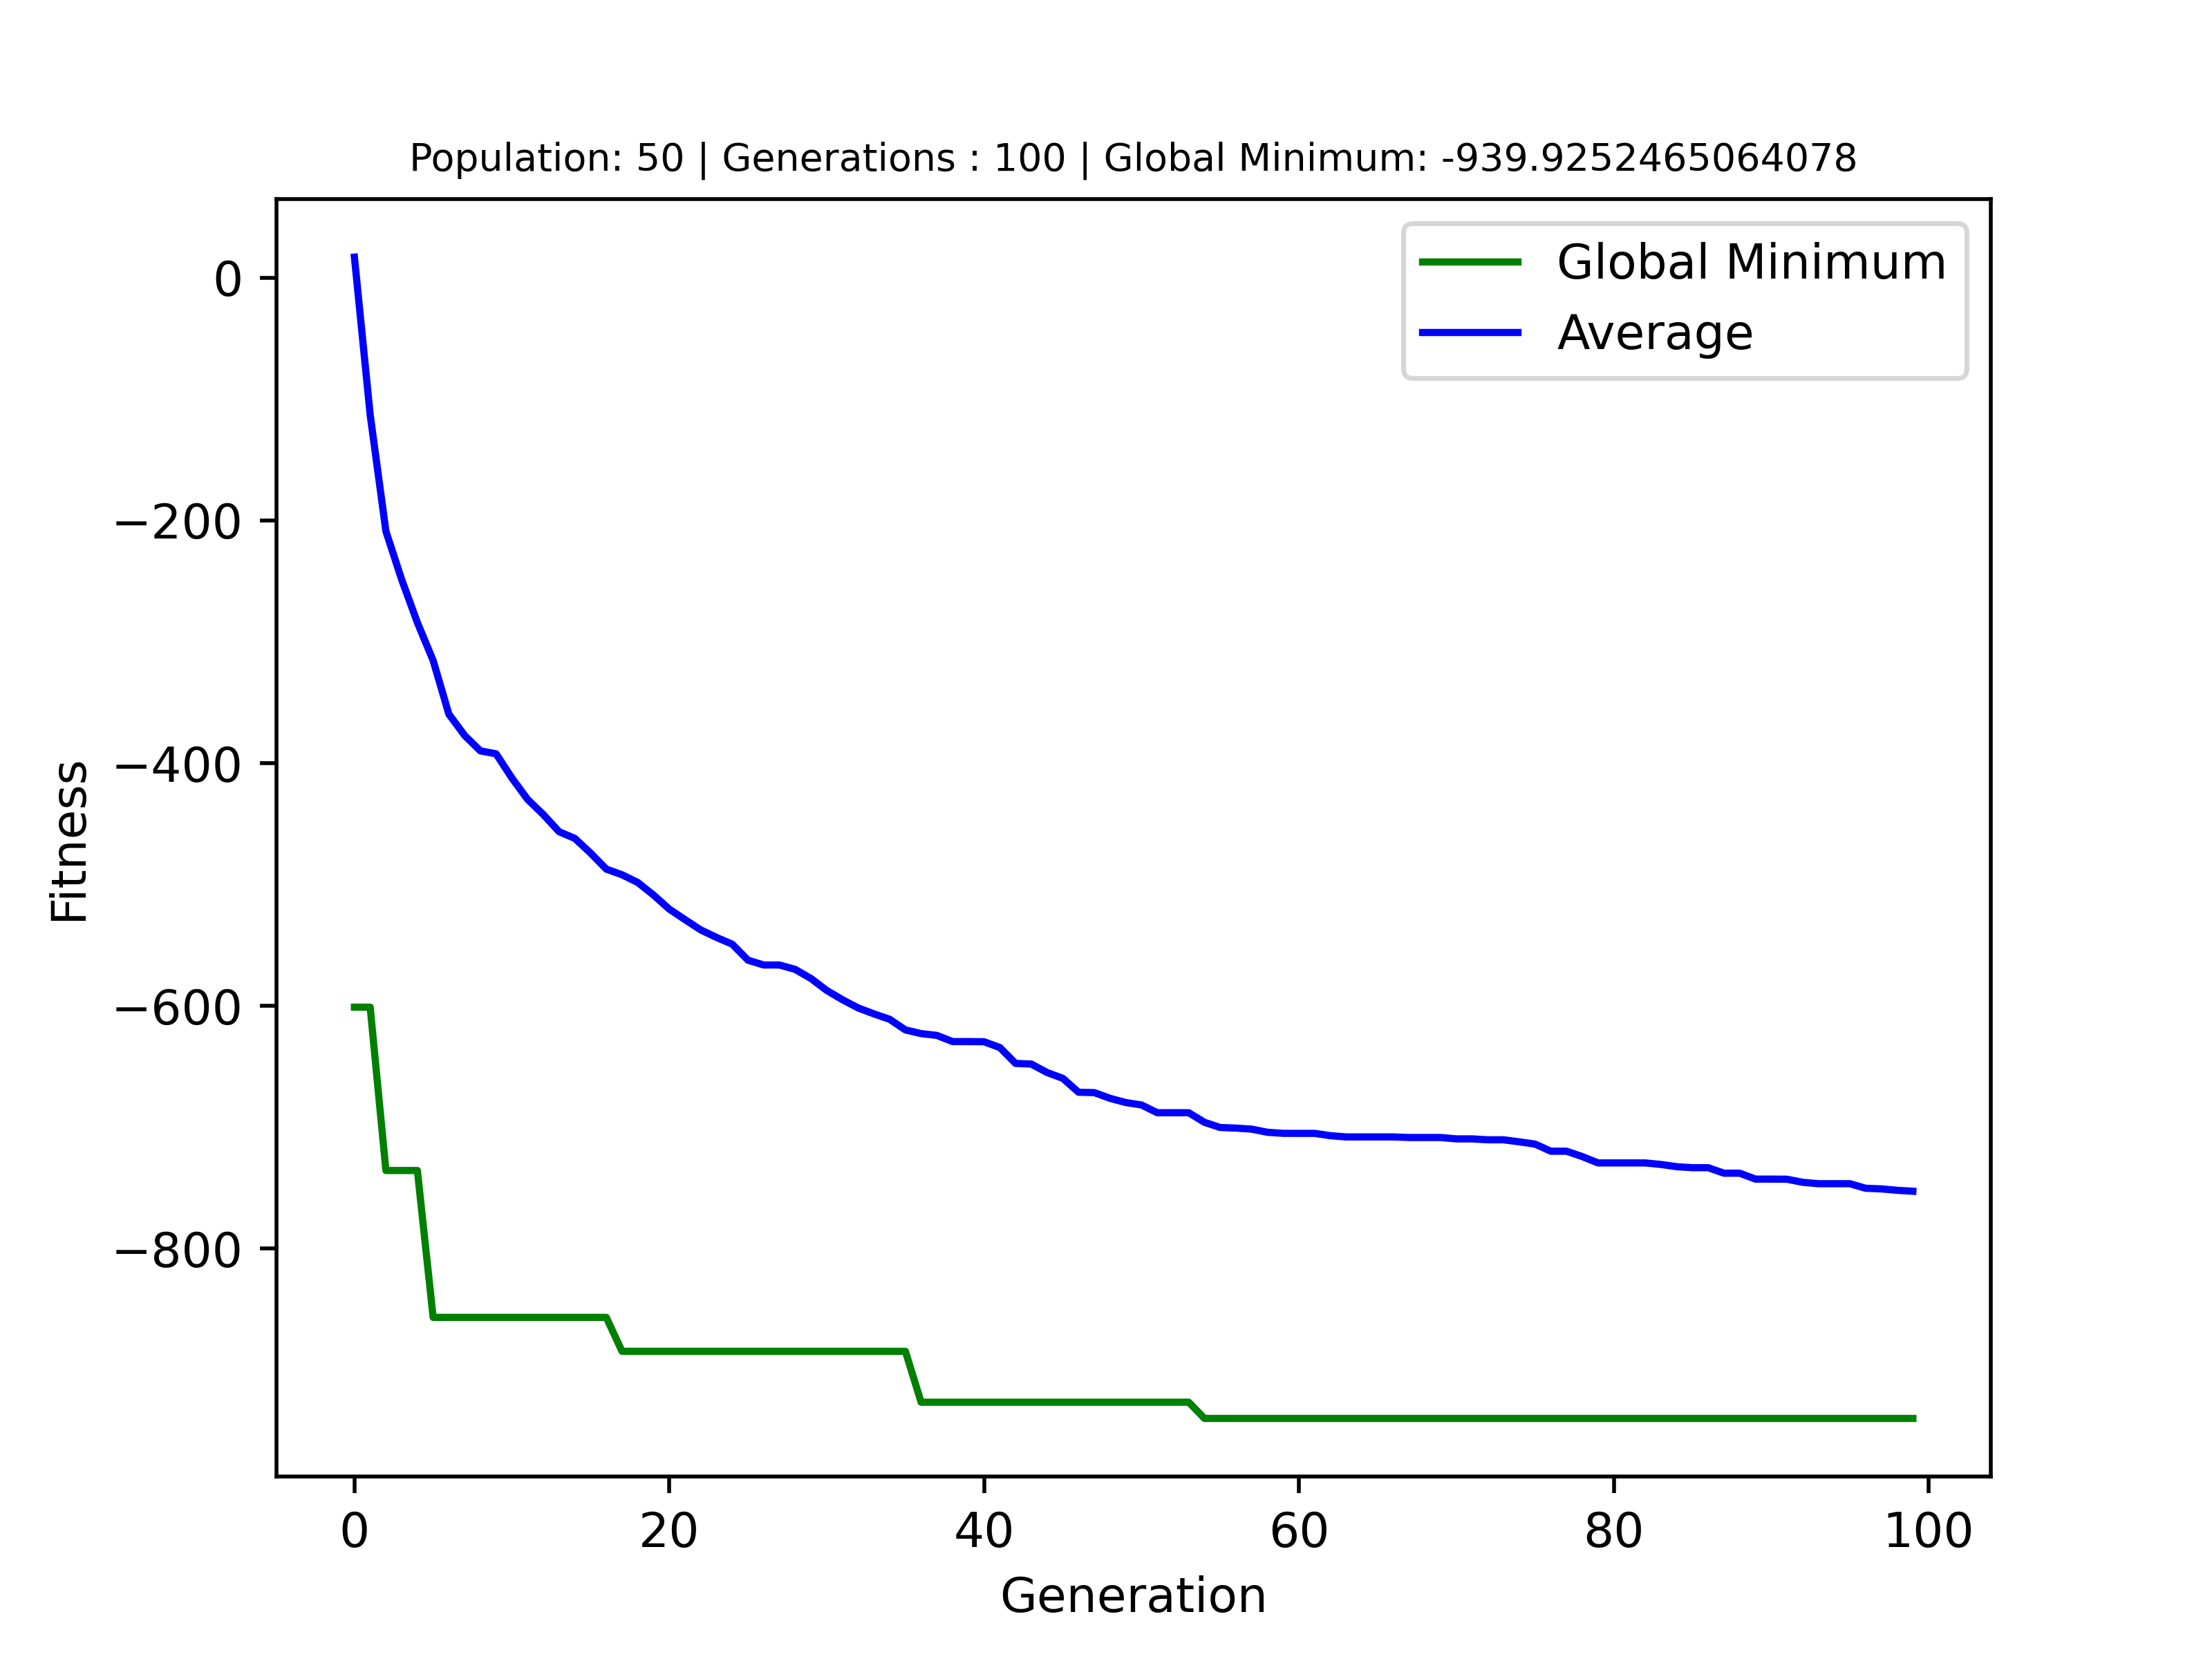 Population: 50 | Generations : 100 | Global Minimum: -939.9252465064078
Global Minimum
Average
0
−200
−400
−600
−800
Fitness
0 20 40 60 80 100
Generation